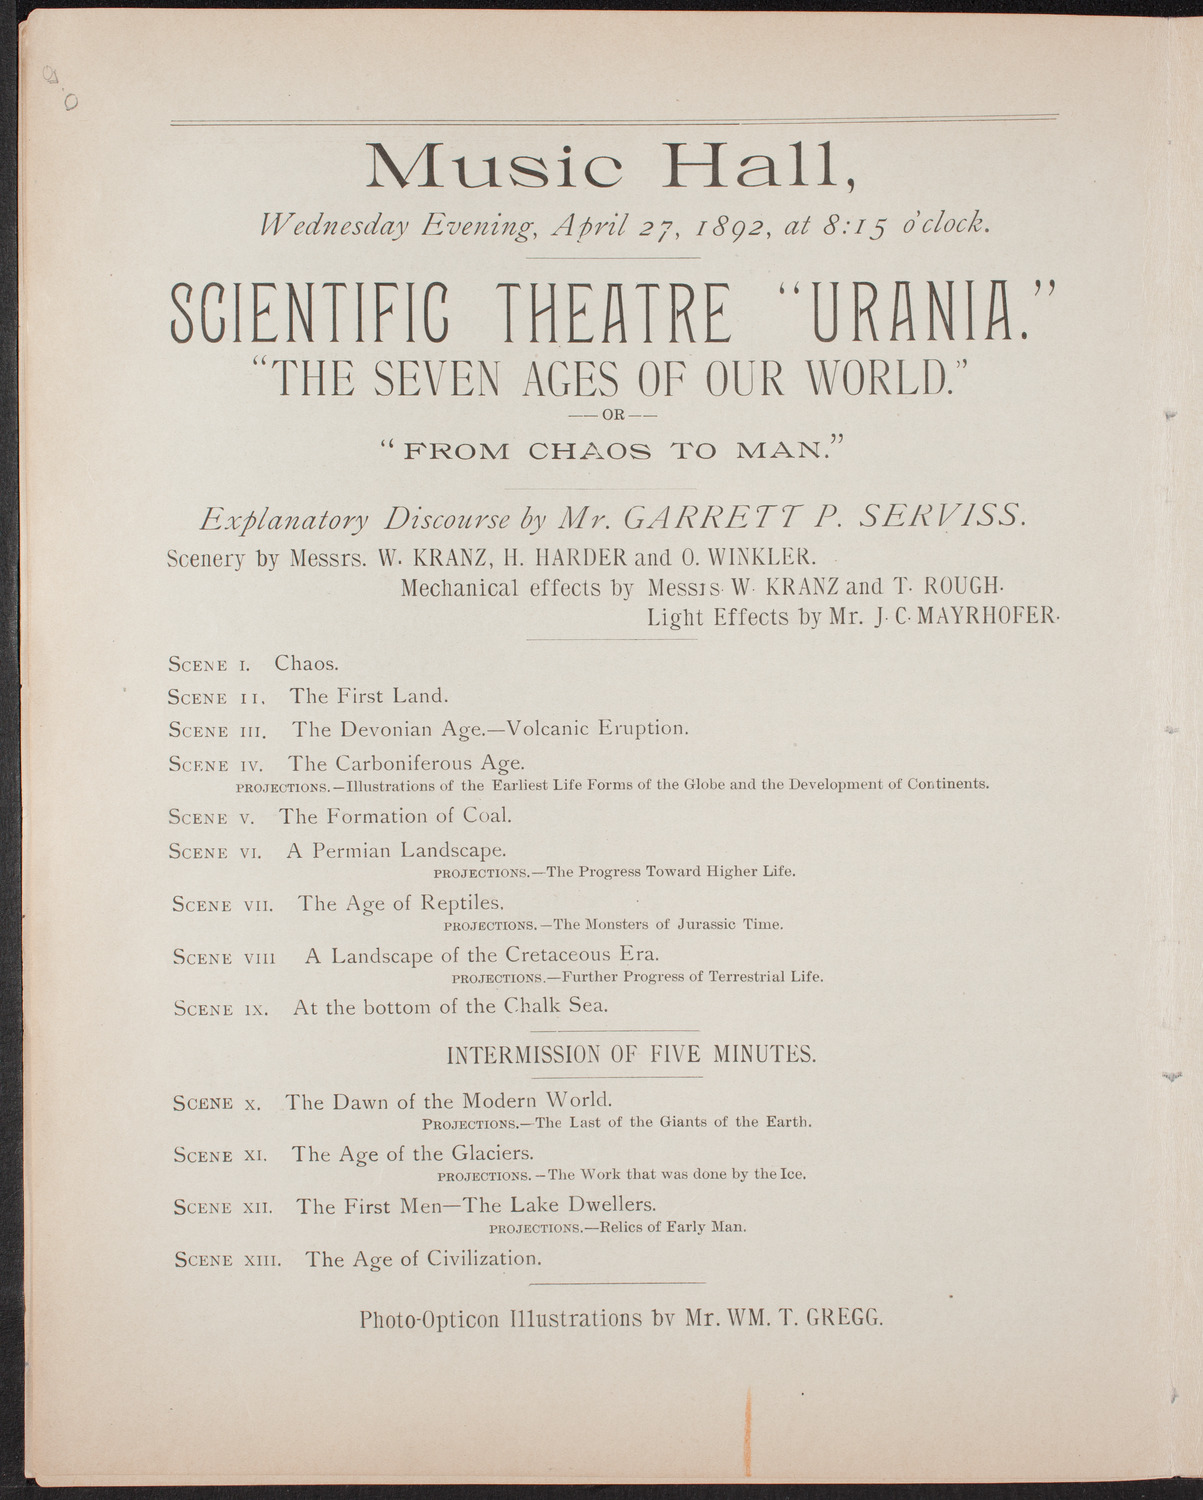 Music Hall,
Wednesday Evening, April 27, 1892, at 8:15 o'clock.
SCIENTIFIC THEATRE "URANIA."
"THE SEVEN AGES OF OUR WORLD."
—OR—
"FROM CHAOS TO MAN."
Explanatory Discourse by Mr. GARRETT P. SERVISS.
Scenery by Messrs. W. KRANZ, H. HARDER and O. WINKLER.
Mechanical effects by Messrs. W. KRANZ and T. ROUGH.
Light Effects by Mr. J. C. MAYRHOFER.
SCENE I. Chaos.
SCENE II. The First Land.
SCENE III. The Devonian Age.—Volcanic Eruption.
SCENE IV. The Carboniferous Age.
PROJECTIONS.—Illustrations of the Earliest Life Forms of the Globe and the Development of Continents.
SCENE V. The Formation of Coal.
SCENE VI. A Permian Landscape.
PROJECTIONS.—The Progress Toward Higher Life.
SCENE VII. The Age of Reptiles.
PROJECTIONS.—The Monsters of Jurassic Time.
SCENE VIII A Landscape of the Cretaceous Era.
PROJECTIONS.—Further Progress of Terrestrial Life.
SCENE IX. At the bottom of the Chalk Sea.
INTERMISSION OF FIVE MINUTES.
SCENE X. The Dawn of the Modern World.
PROJECTIONS.—The Last of the Giants of the Earth.
SCENE XI. The Age of the Glaciers.
PROJECTIONS.—The Work that was done by the Ice.
SCENE XII. The First Men—The Lake Dwellers.
PROJECTIONS.—Relics of Early Man.
SCENE XIII. The Age of Civilization.
Photo-Opticon Illustrations by Mr. WM. T. GREGG.